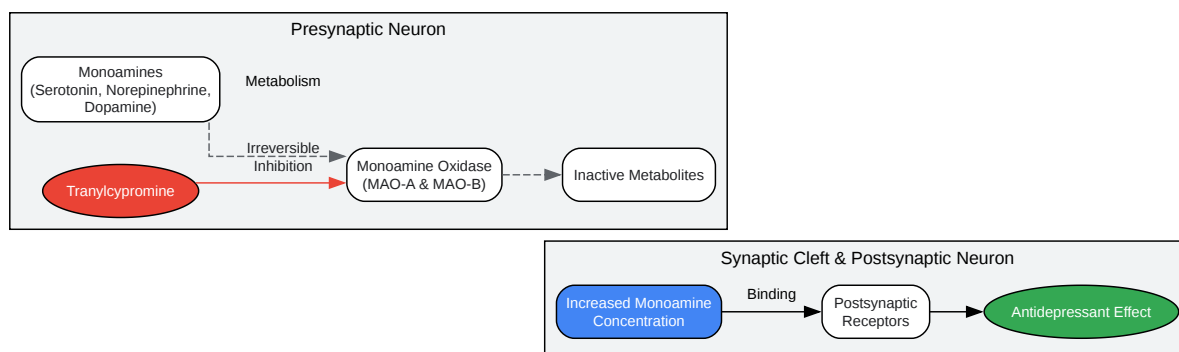 Presynaptic Neuron
Monoamines
(Serotonin, Norepinephrine,
Dopamine)
Metabolism
Irreversible
Inhibition
Tranylcypromine
Monoamine Oxidase
(MAO-A & MAO-B)
Inactive Metabolites
Synaptic Cleft & Postsynaptic Neuron
Increased Monoamine
Concentration
Binding
Postsynaptic
Receptors
Antidepressant Effect